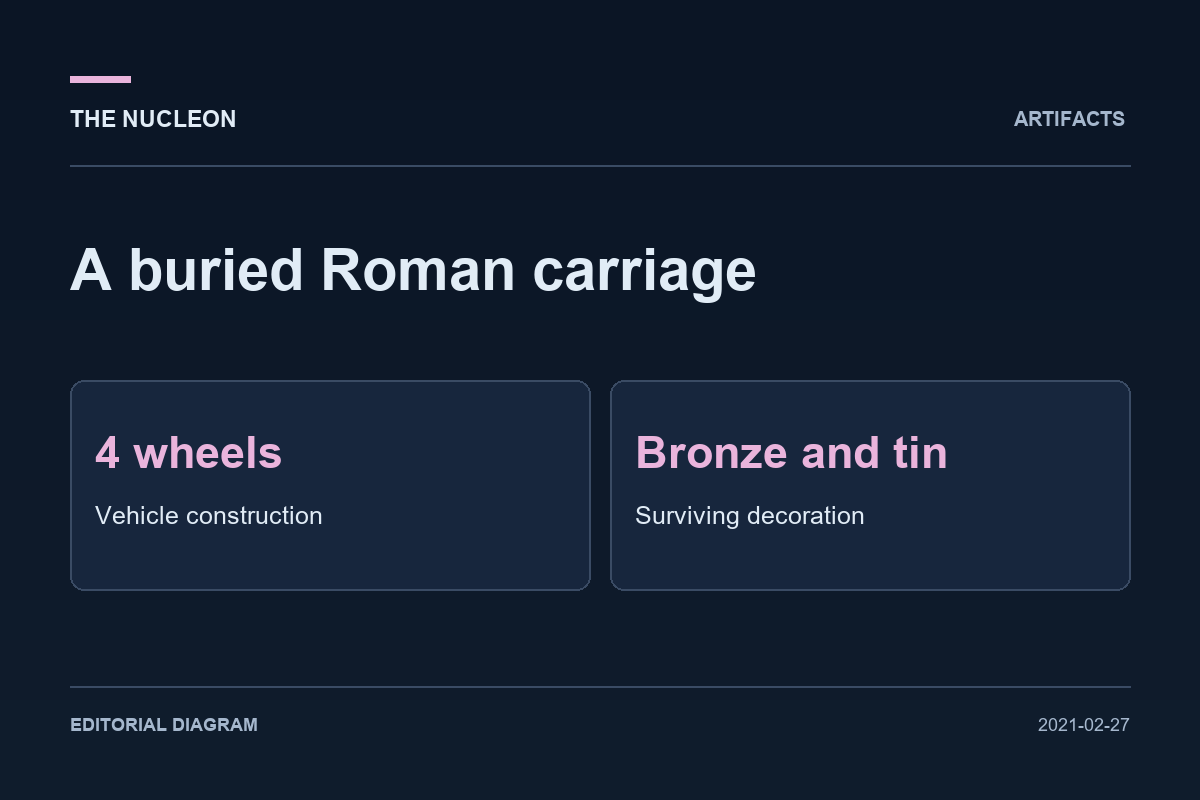 THE NUCLEON
ARTIFACTS
A buried Roman carriage
4 wheels
Vehicle construction
Bronze and tin
Surviving decoration
EDITORIAL DIAGRAM
2021-02-27